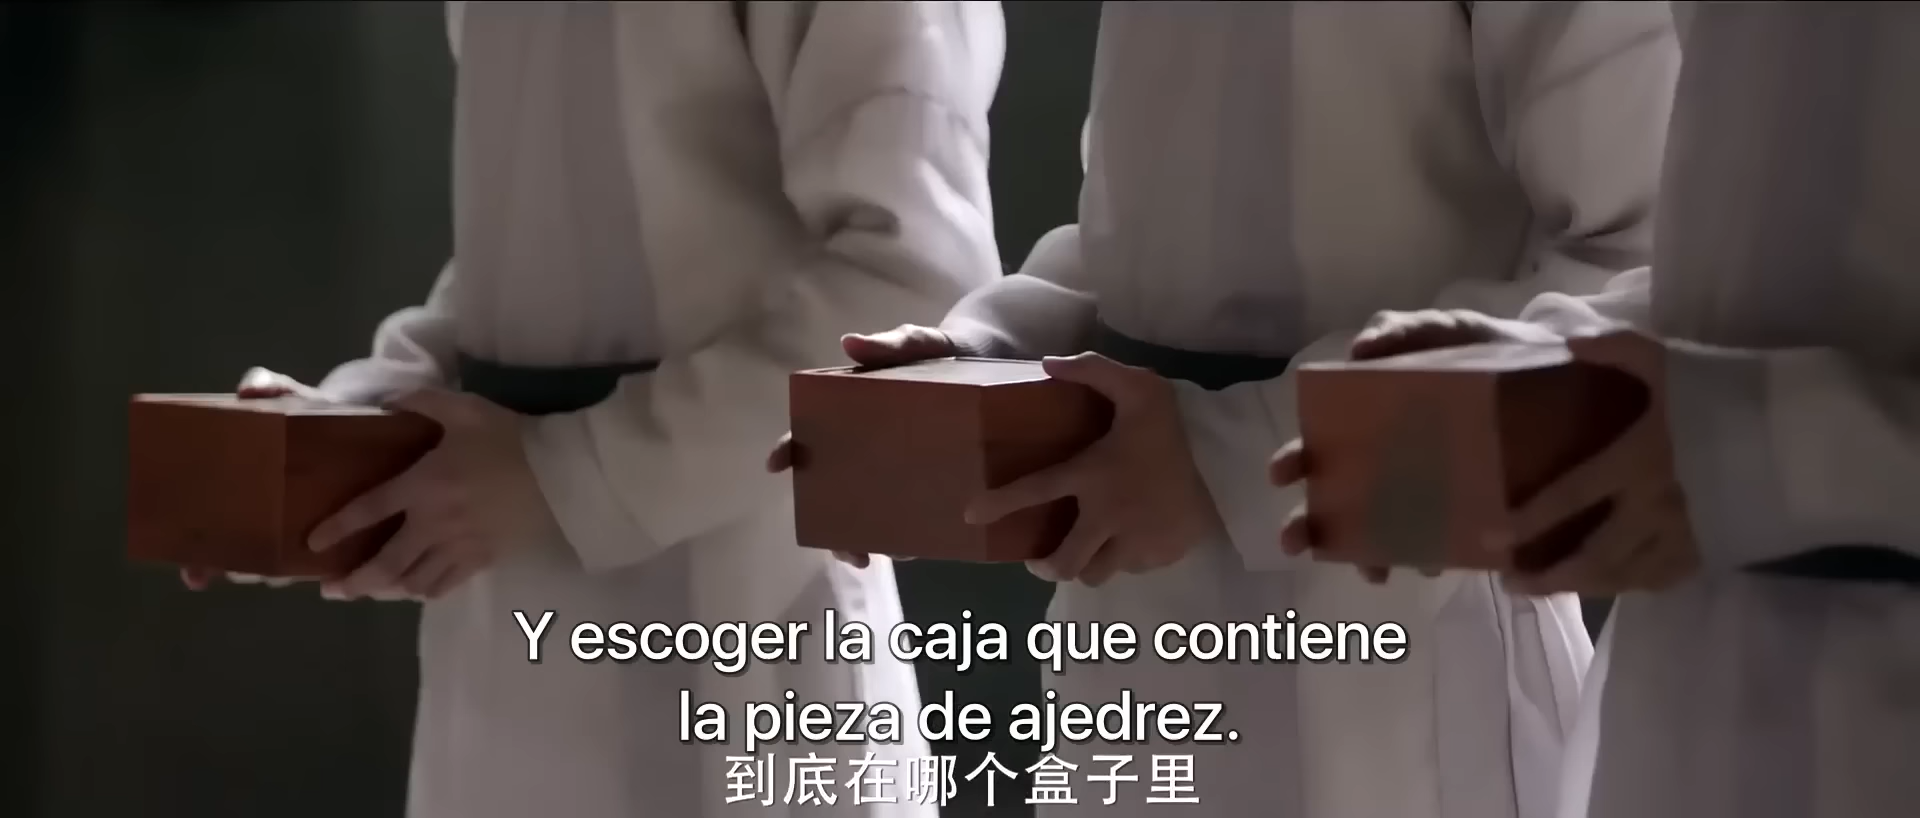 Y escoger la caja que contiene
la pieza de ajedrez.
到底在哪个盒子里